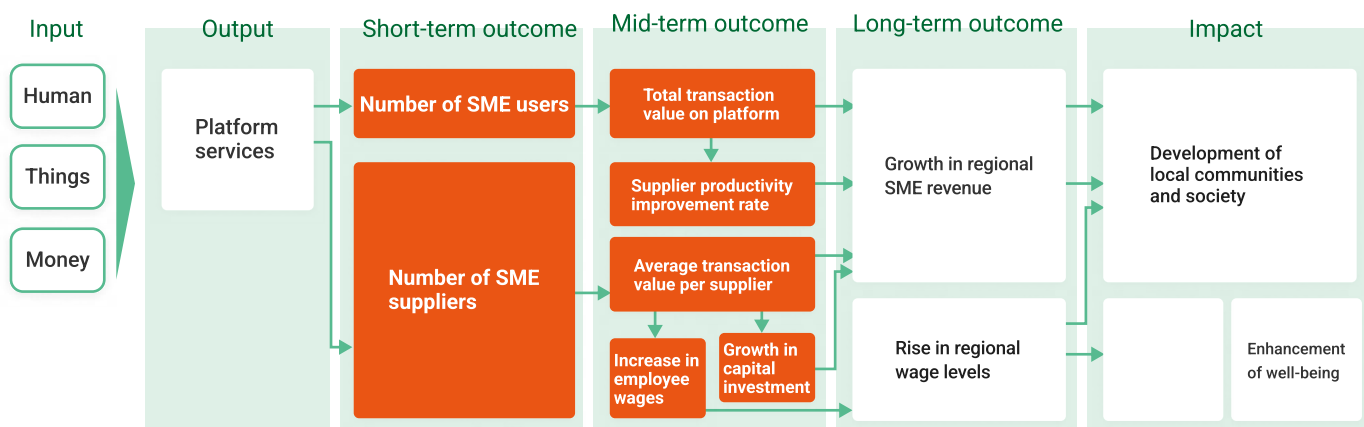 Input
Output
Short-term outcome
Mid-term outcome
Long-term outcome
Impact
Human
Things
Money
Platform
services
Number of SME users
Number of SME
suppliers
Total transaction
value on platform
Supplier productivity
improvement rate
Average transaction
value per supplier
Increase in
employee
wages
Growth in
capital
investment
Growth in regional
SME revenue
Rise in regional
wage levels
Development of
local communities
and society
Enhancement
of well-being